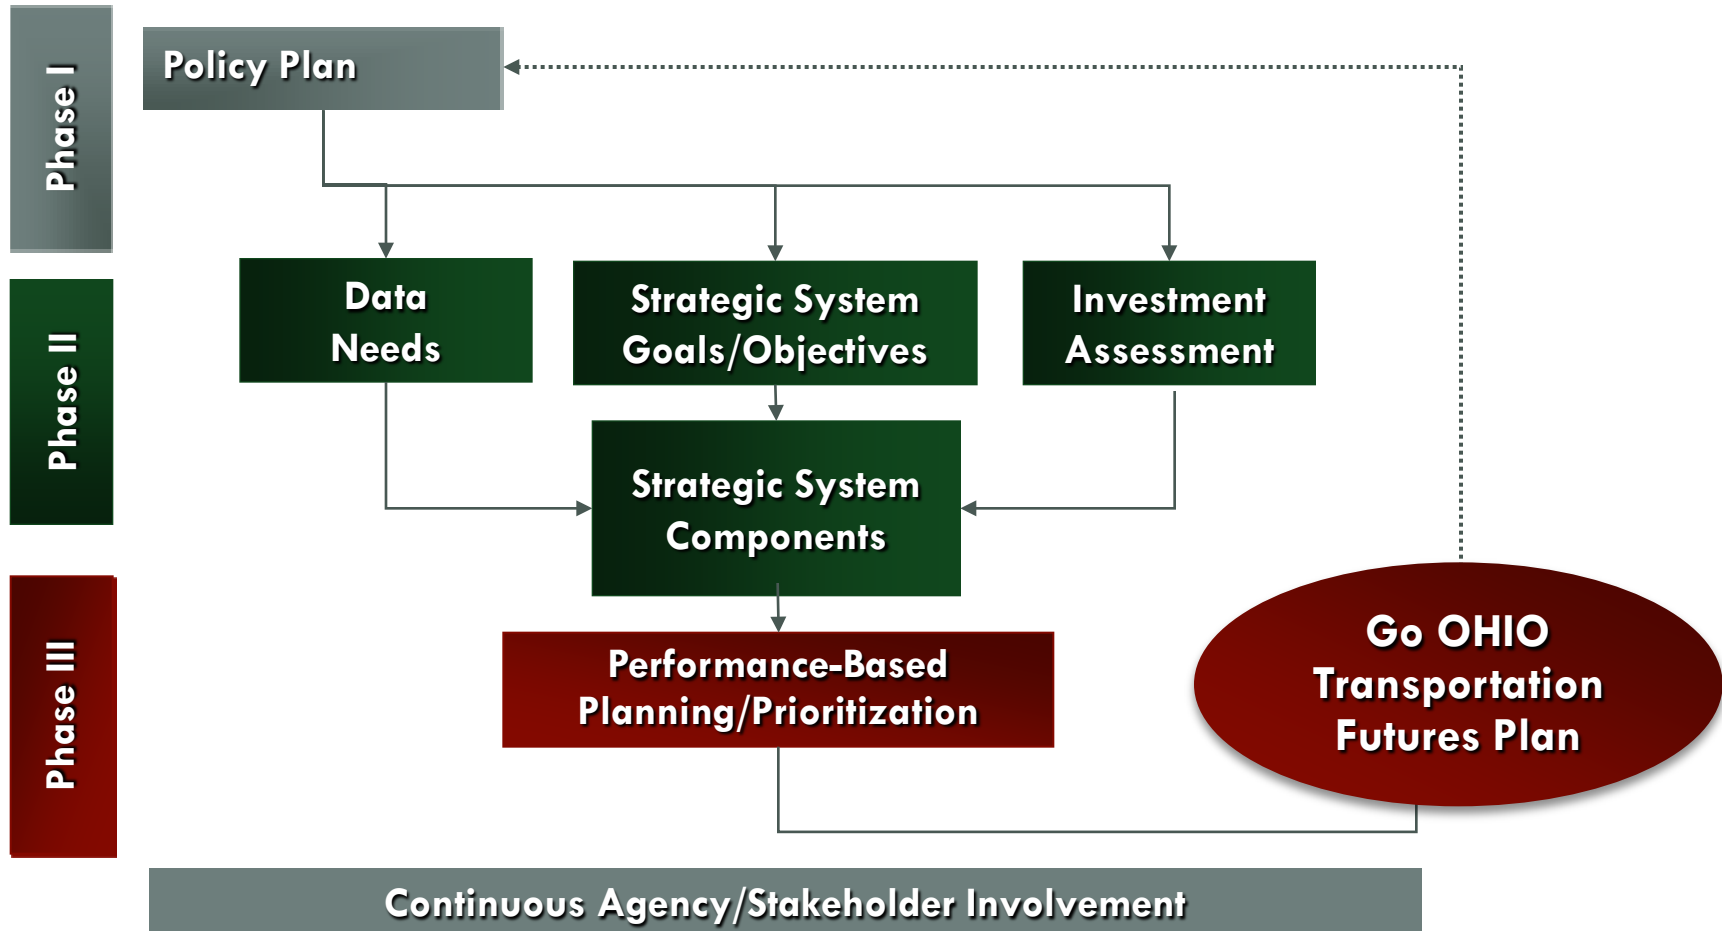 Phase I
Policy Plan
Phase II
Data
Needs
Strategic System
Goals/Objectives
Investment
Assessment
Strategic System
Components
Phase III
Performance-Based
Planning/Prioritization
Go OHIO
Transportation
Futures Plan
Continuous Agency/Stakeholder Involvement